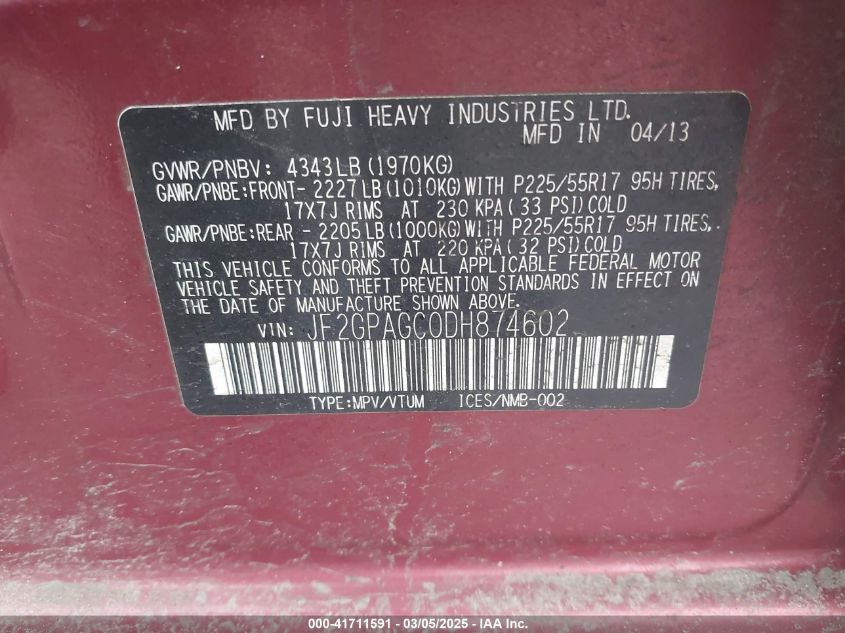 MFD BY FUJI HEAVY INDUSTRIES LTD.
MFD IN 04/13
GVWR/PNBV: 4343LB (1970KG)
GAWR/PNBE:FRONT- 2227LB (1010KG) WITH P225/55R17 95H TIRES,
17X7J RIMS AT 230 KPA( 33 PSI) COLD
GAWR/PNBE:REAR - 2205LB (1000KG) WITH P225/55R17 95H TIRES,
17X7J RIMS AT 220 KPA( 32 PSI) COLD
THIS VEHICLE CONFORMS TO ALL APPLICABLE FEDERAL MOTOR
VEHICLE SAFETY AND THEFT PREVENTION STANDARDS IN EFFECT ON
THE DATE OF MANUFACTURE SHOWN ABOVE.
VIN: JF2GPAGC0DH874602
TYPE:MPV/VTUM ICES/NMB-002
000-41711591 - 03/05/2025 - IAA Inc.